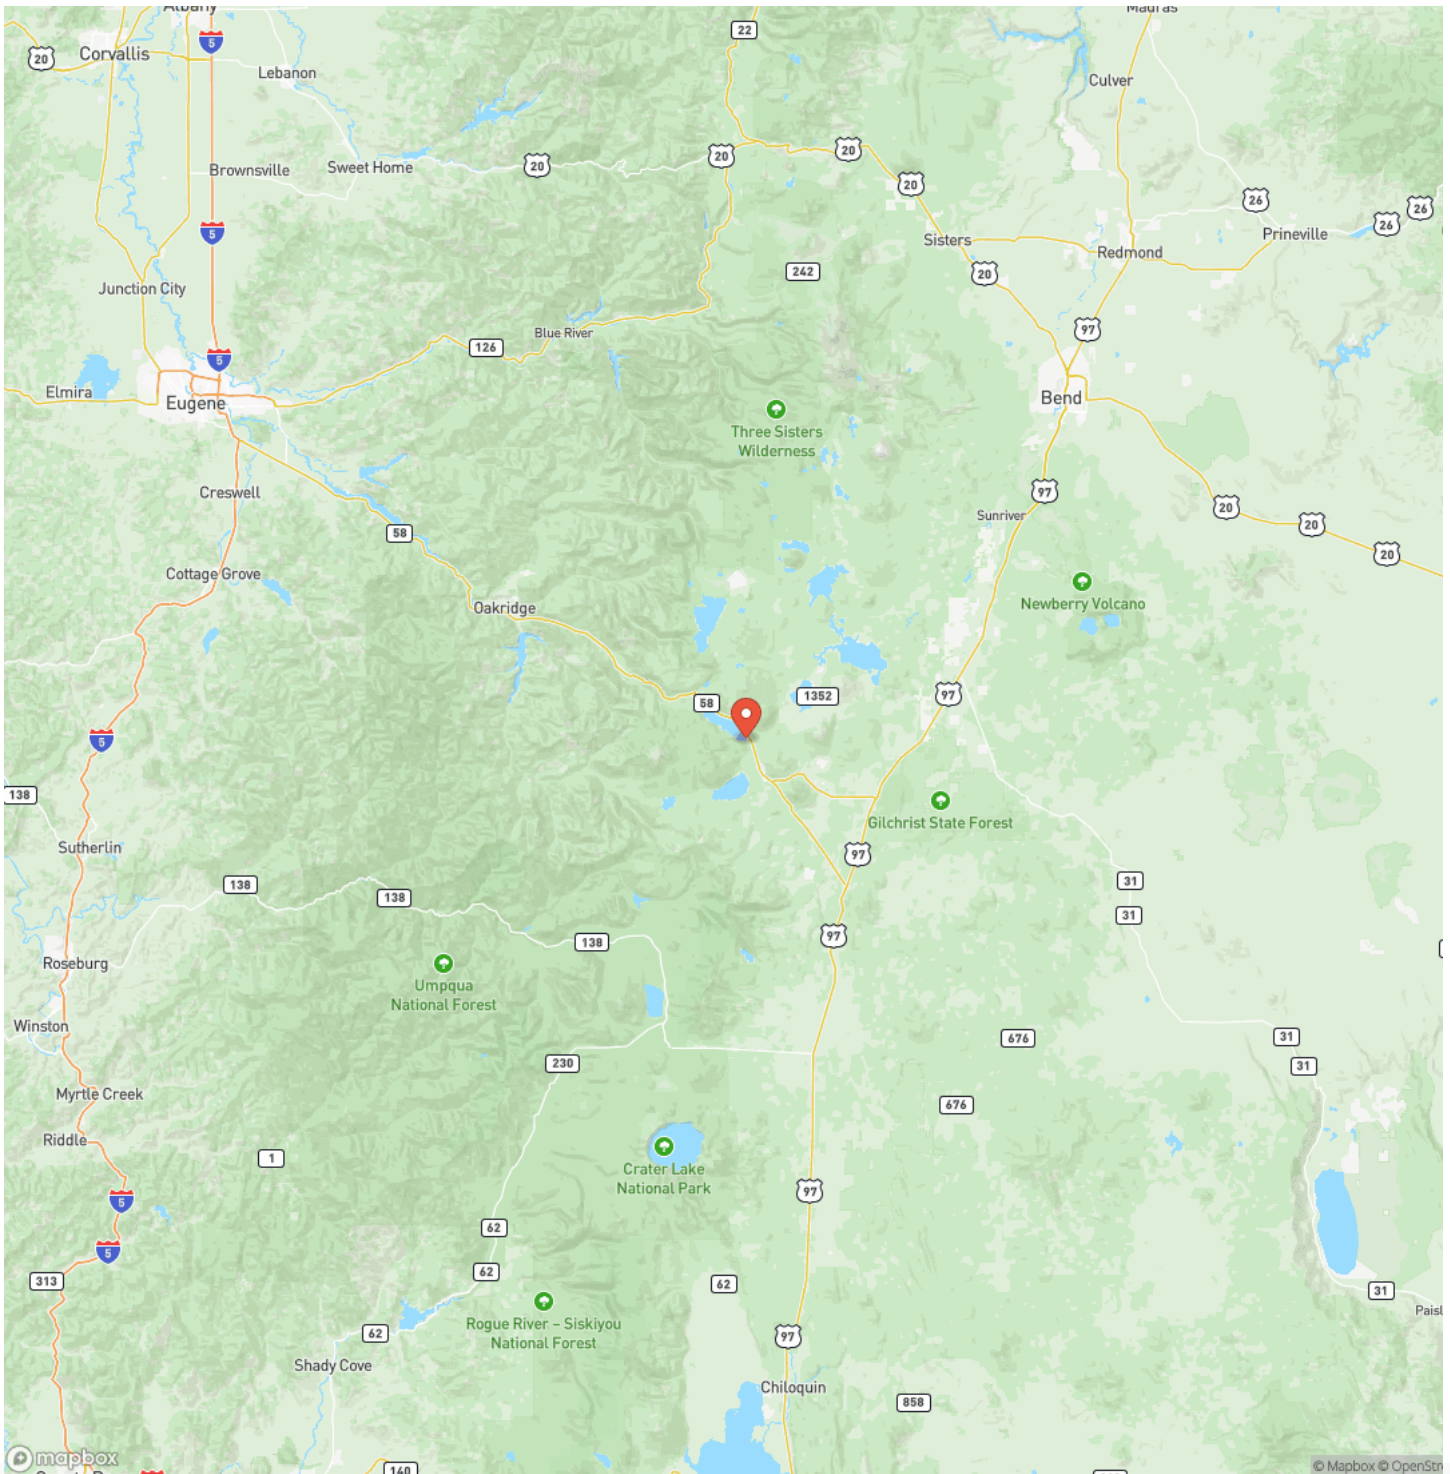 Albany
Madras
22
5
20
Corvallis
Lebanon
Culver
20
20
20
20
Brownsville
Sweet Home
20
26
26
26
5
Sisters
Prineville
Redmond
242
20
Junction City
Blue River
97
126
5
Elmira
Eugene
Bend
Three Sisters
Wilderness
Creswell
97
20
Sunriver
20
58
20
Cottage Grove
Oakridge
Newberry Volcano
58
1352
97
5
138
Gilchrist State Forest
Sutherlin
97
138
31
138
31
97
138
Roseburg
Umpqua
National Forest
Winston
676
31
230
31
Myrtle Creek
676
Riddle
1
Crater Lake
National Park
97
5
62
5
62
313
62
31
Rogue River – Siskiyou
National Forest
62
97
Shady Cove
Chiloquin
858
mapbox
140
© Mapbox